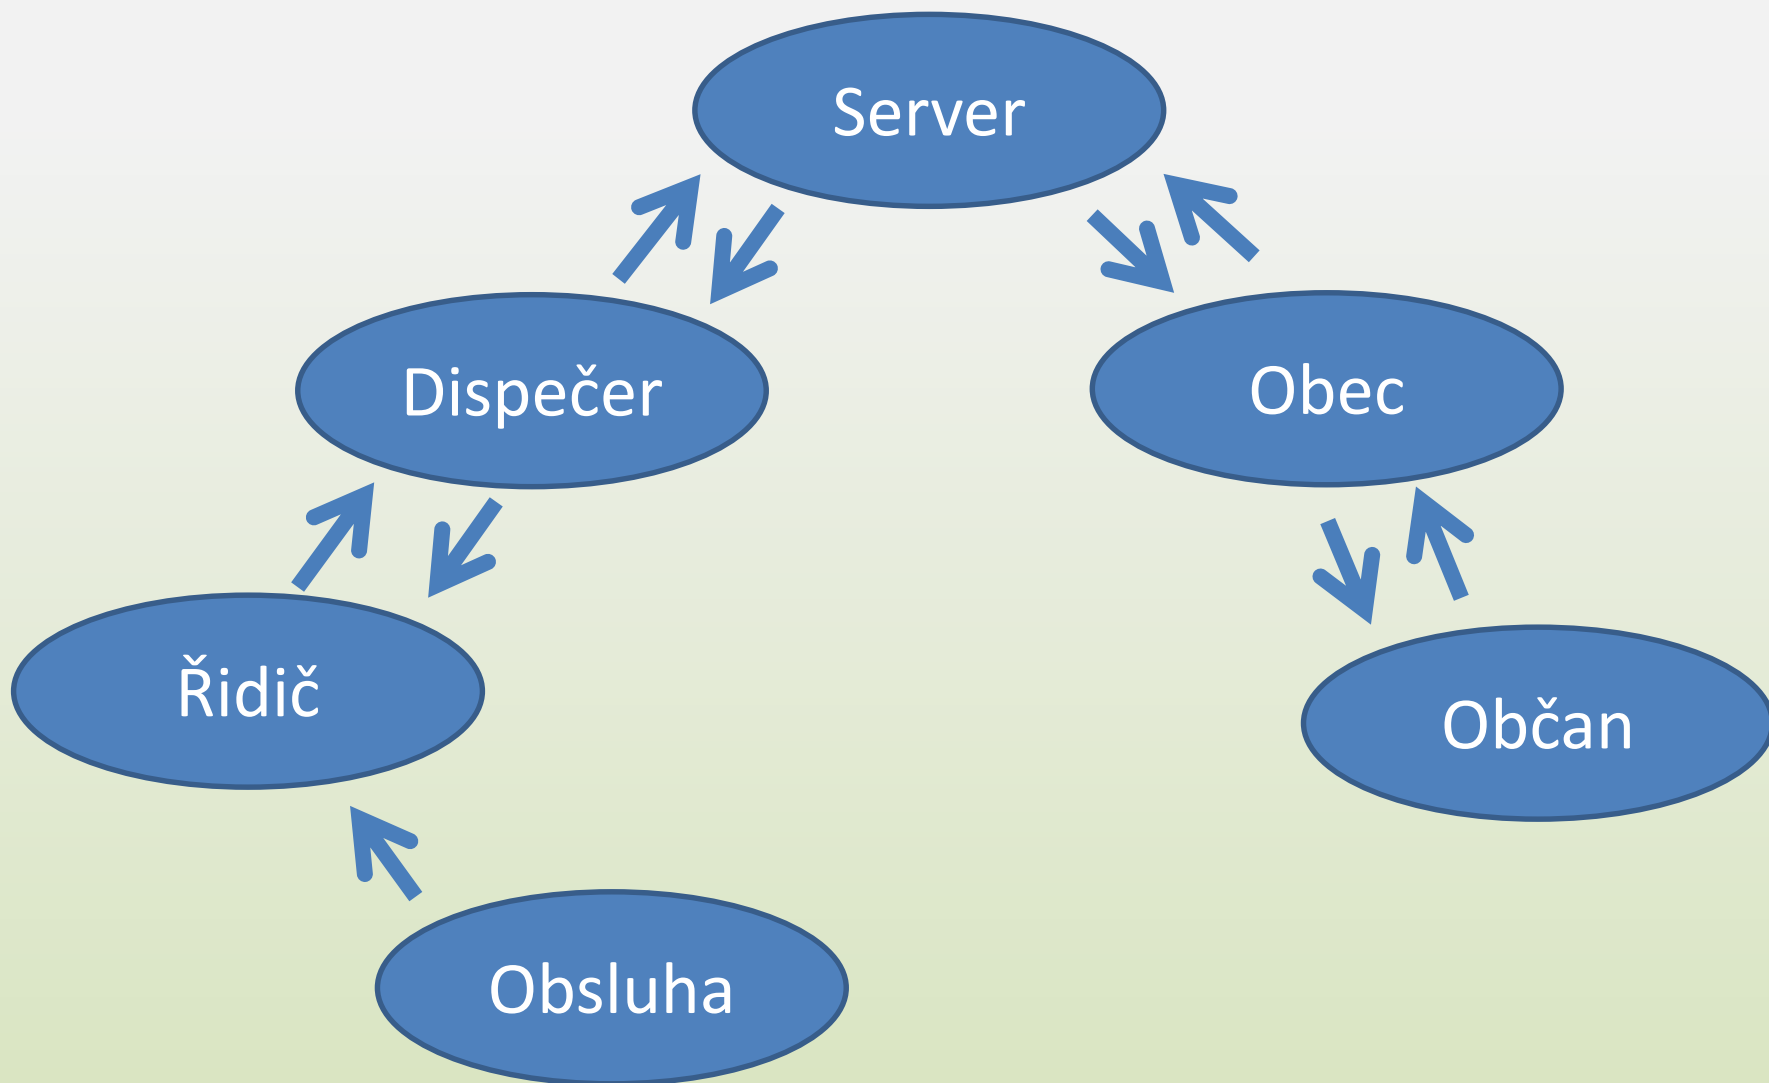 Server
Dispečer
Obec
Řidič
Občan
Obsluha